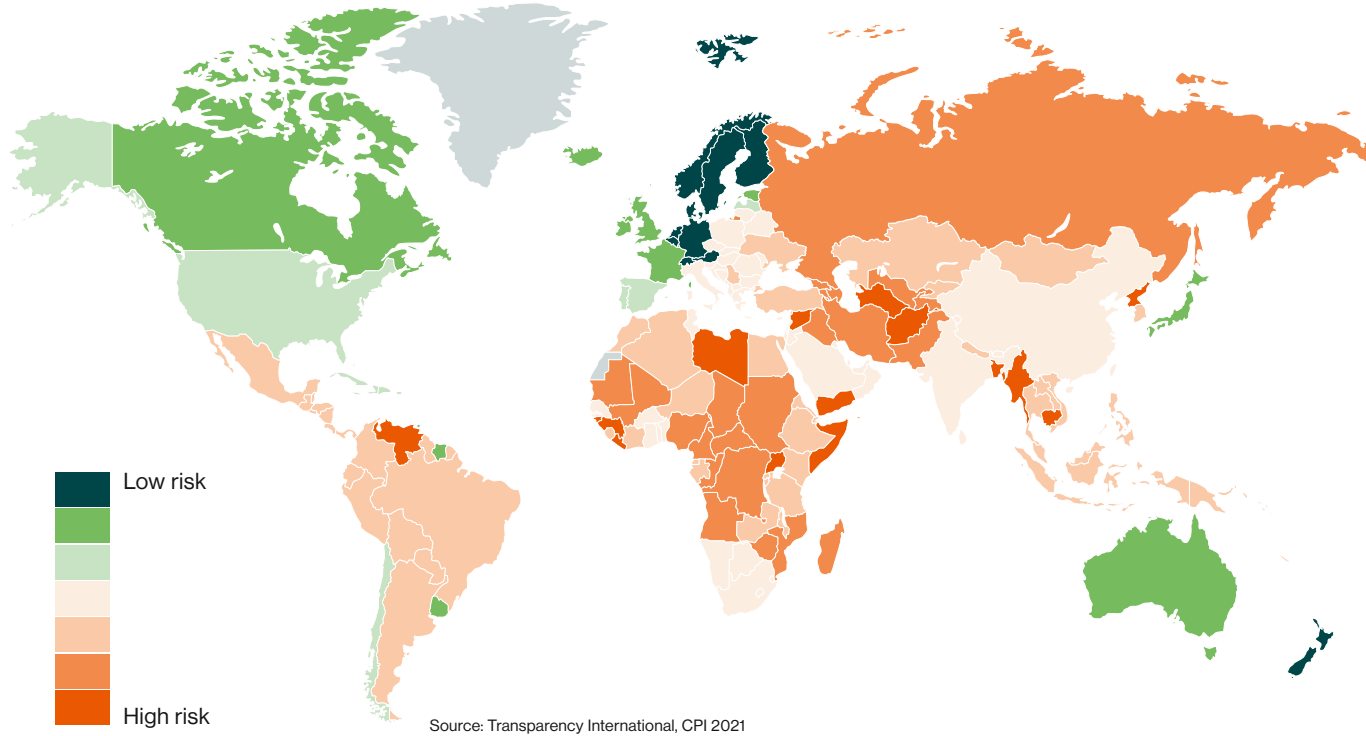 Low risk
High risk
Source: Transparency International, CPI 2021